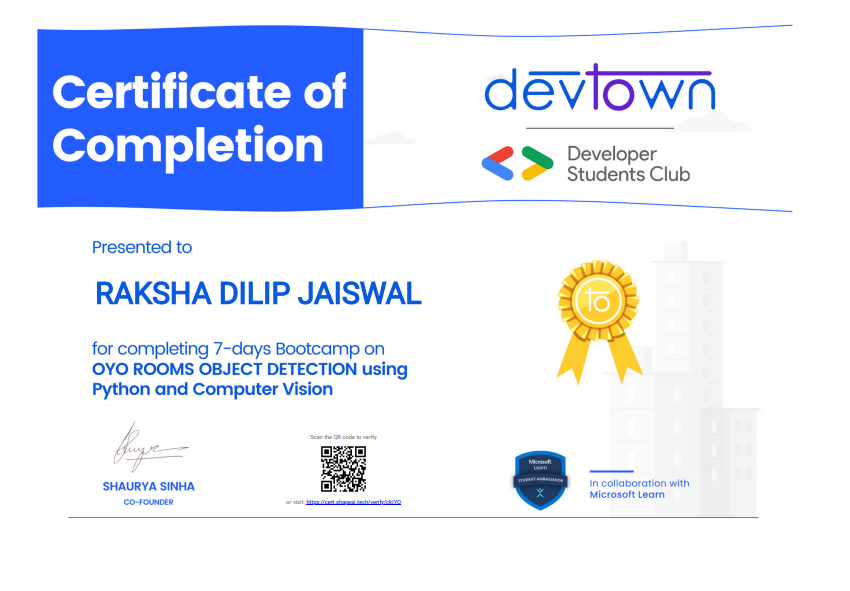 Certificate of
Completion
devtown
Developer
Students Club
Presented to
RAKSHA DILIP JAISWAL
for completing 7-days Bootcamp on
OYO ROOMS OBJECT DETECTION using
Python and Computer Vision
to
SHAURYA SINHA
CO-FOUNDER
Scan the QR code to verify
or visit: https://cert.shapeai.tech/verify/ckiYO
Microsoft
Learn
STUDENT AMBASSADOR
In collaboration with
Microsoft Learn